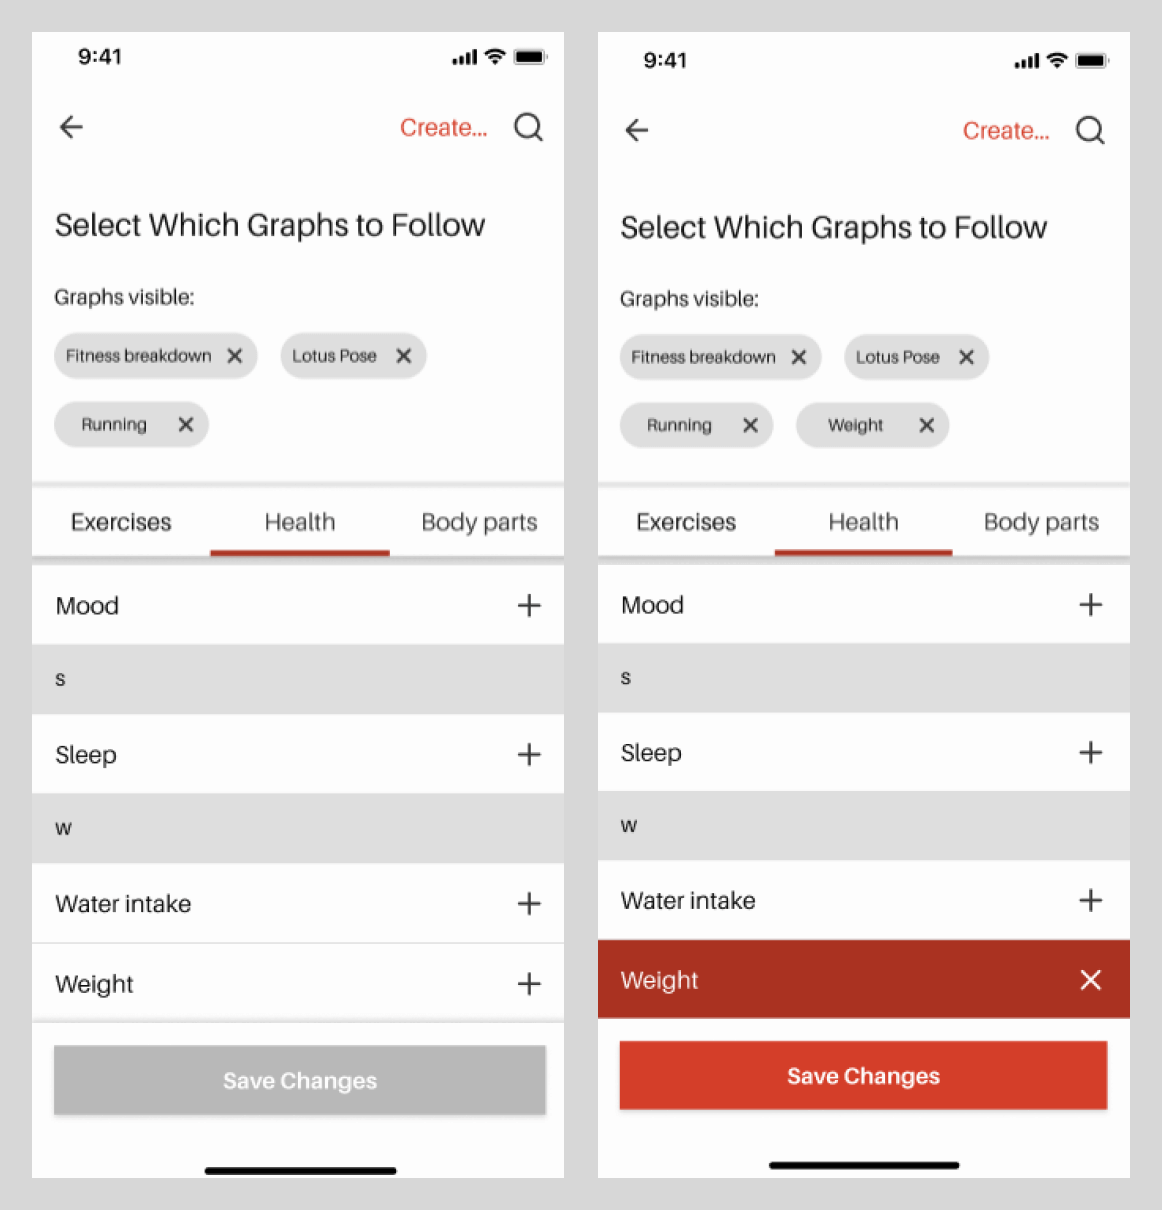 9:41
Create...
Select Which Graphs to Follow
Graphs visible:
Fitness breakdown Lotus Pose
Running
Exercises Health Body parts
Mood
s
Sleep
w
Water intake
Weight
Save Changes
9:41
Create...
Select Which Graphs to Follow
Graphs visible:
Fitness breakdown Lotus Pose
Running Weight
Exercises Health Body parts
Mood
s
Sleep
w
Water intake
Weight
Save Changes